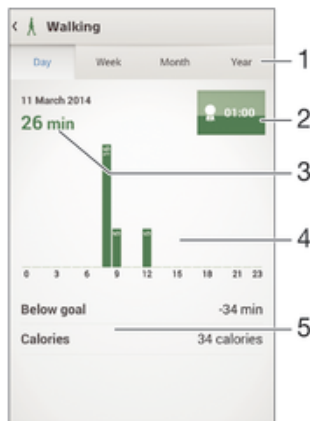 Walking
Day Week Month Year 1
11 March 2014
26 min
01:00 2
3
4
0 3 6 9 12 15 18 21 23
Below goal -34 min
5
Calories 34 calories